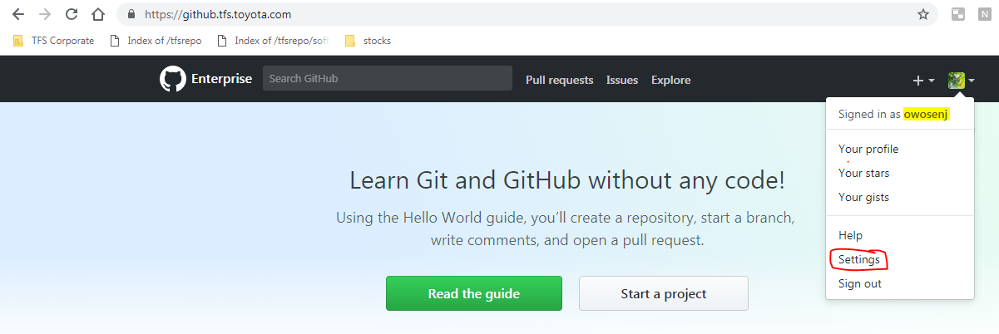 https://github.tfs.toyota.com
N
TFS Corporate Index of /tfsrepo Index of /tfsrepo/sof stocks
Enterprise Search GitHub Pull requests Issues Explore
Signed in as owosenj
Your profile
Your stars
Your gists
Help
Settings
Sign out
Learn Git and GitHub without any code!
Using the Hello World guide, you’ll create a repository, start a branch,
write comments, and open a pull request.
Read the guide Start a project